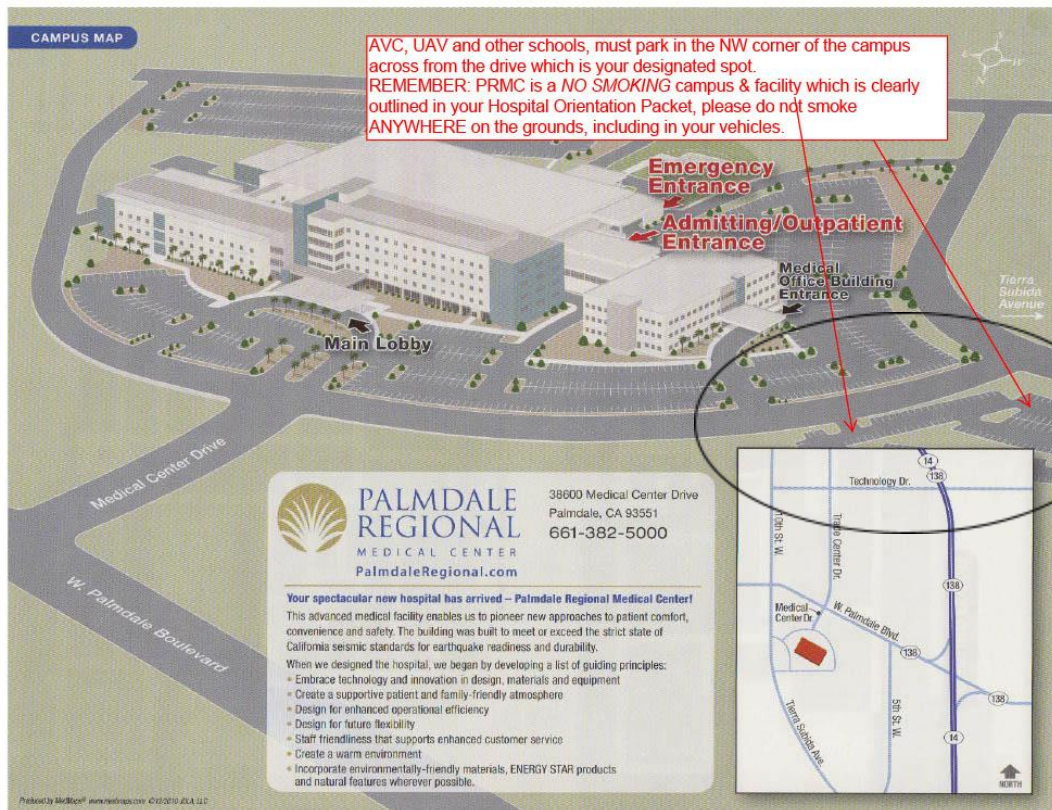 CAMPUS MAP
AVC, UAV and other schools, must park in the NW corner of the campus
across from the drive which is your designated spot.
REMEMBER: PRMC is a NO SMOKING campus & facility which is clearly
outlined in your Hospital Orientation Packet, please do not smoke
ANYWHERE on the grounds, including in your vehicles.
S
E
W
N
Emergency
Entrance
Admitting/Outpatient
Entrance
Medical
Office Building
Entrance
Tierra
Subida
Avenue
Main Lobby
Medical Center Drive
W. Palmdale Boulevard
PALMDALE
REGIONAL
MEDICAL CENTER
PalmdaleRegional.com
38600 Medical Center Drive
Palmdale, CA 93551
661-382-5000
Your spectacular new hospital has arrived – Palmdale Regional Medical Center!
This advanced medical facility enables us to pioneer new approaches to patient comfort,
convenience and safety. The building was built to meet or exceed the strict state of
California seismic standards for earthquake readiness and durability.
When we designed the hospital, we began by developing a list of guiding principles:
• Embrace technology and innovation in design, materials and equipment
• Create a supportive patient and family-friendly atmosphere
• Design for enhanced operational efficiency
• Design for future flexibility
• Staff friendliness that supports enhanced customer service
• Create a warm environment
• Incorporate environmentally-friendly materials, ENERGY STAR products
and natural features wherever possible.
14
138
Technology Dr.
10th St. W.
Trade Center Dr.
138
Medical
Center Dr.
W. Palmdale Blvd.
138
138
Tierra Subida Ave.
5th St. W.
14
NORTH
Produced by MedMaps® www.medmaps.com ©12/2010 JDLA, LLC